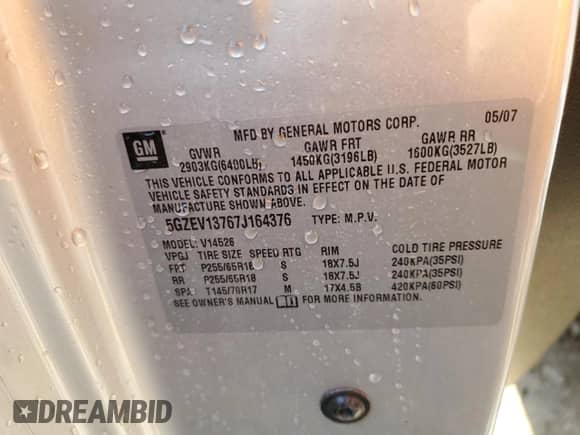 MFD BY GENERAL MOTORS CORP. 05/07
GM
GVWR GAWR FRT GAWR RR
2903KG(6400LB) 1450KG(3196LB) 1600KG(3527LB)
THIS VEHICLE CONFORMS TO ALL APPLICABLE U.S. FEDERAL MOTOR
VEHICLE SAFETY STANDARDS IN EFFECT ON THE DATE OF
MANUFACTURE SHOWN ABOVE.
5GZEV13767J164376 TYPE: M.P.V.
MODEL: V14526
VPGJ TIRE SIZE SPEED RTG RIM COLD TIRE PRESSURE
FRT P255/65R18 S 18X7.5J 240KPA(35PSI)
RR P255/65R18 S 18X7.5J 240KPA(35PSI)
SPA T145/70R17 M 17X4.5B 420KPA(60PSI)
SEE OWNER'S MANUAL FOR MORE INFORMATION.
DREAMBID